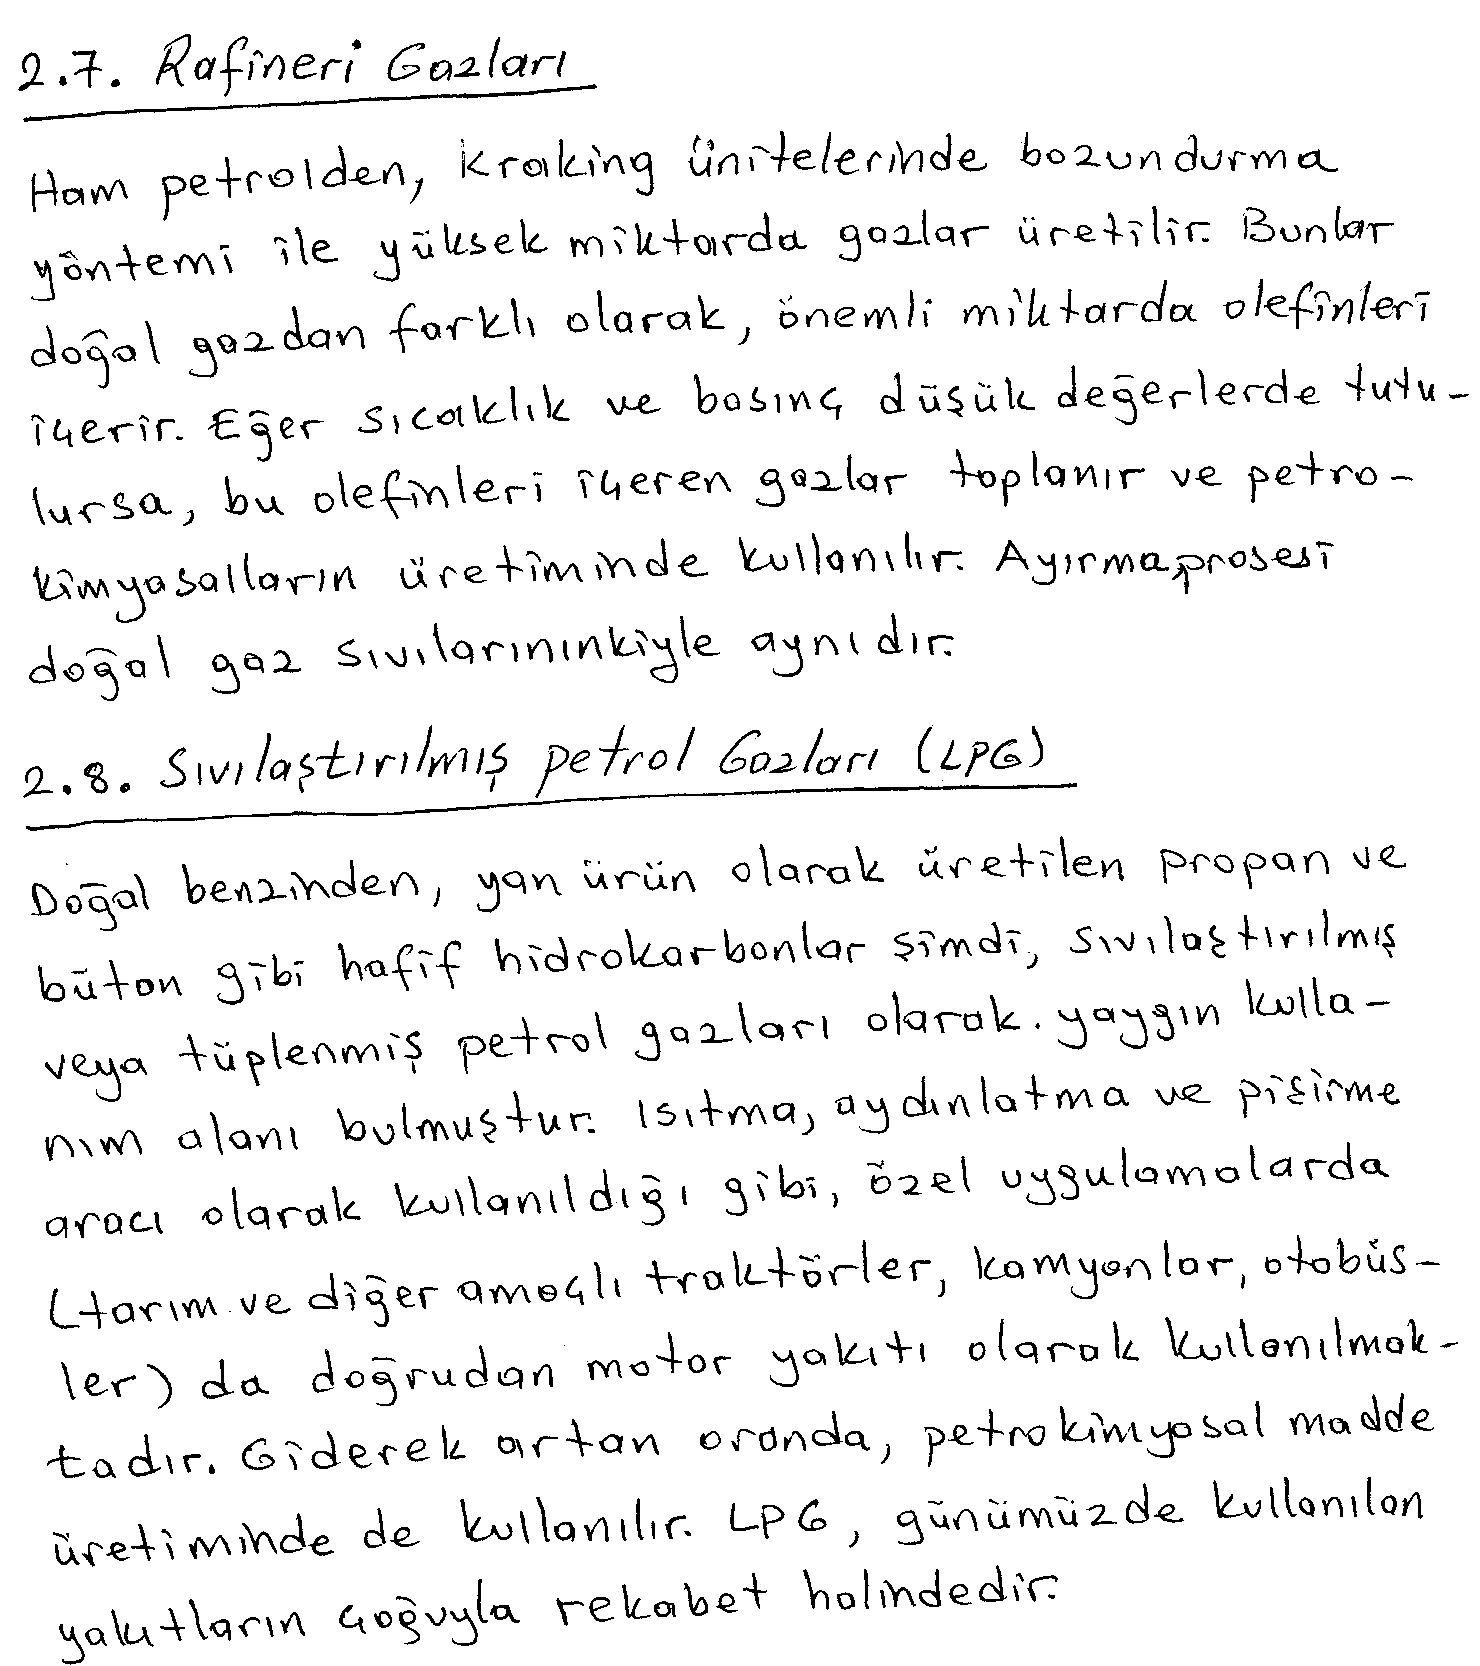 2.7. Rafineri Gazları
Ham petrolden, kraking ünitelerinde bozundurma
yöntemi ile yüksek miktarda gazlar üretilir. Bunlar
doğal gazdan farklı olarak, önemli miktarda olefinleri
içerir. Eğer sıcaklık ve basınç düşük değerlerde tutu-
lursa, bu olefinleri içeren gazlar toplanır ve petro-
kimyasalların üretiminde kullanılır. Ayırma prosesi
doğal gaz sıvılarınınkiyle aynıdır.
2.8. Sıvılaştırılmış petrol Gazları (LPG)
Doğal benzinden, yan ürün olarak üretilen propan ve
büton gibi hafif hidrokarbonlar şimdi, sıvılaştırılmış
veya tüplenmiş petrol gazları olarak. yaygın kulla-
nım alanı bulmuştur. Isıtma, aydınlatma ve pişirme
aracı olarak kullanıldığı gibi, özel uygulamalarda
(tarım ve diğer amaçlı traktörler, kamyonlar, otobüs-
ler) da doğrudan motor yakıtı olarak kullanılmak-
tadır. Giderek artan oranda, petrokimyasal madde
üretiminde de kullanılır. LPG, günümüzde kullanılan
yakıtların çoğuyla rekabet halindedir.